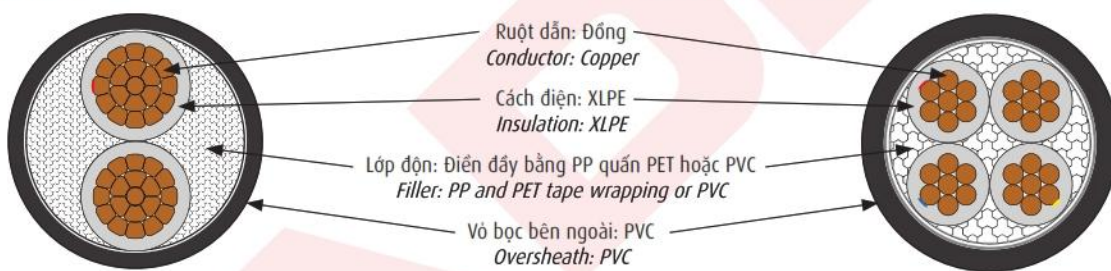 Ruột dẫn: Đồng
Conductor: Copper
Cách điện: XLPE
Insulation: XLPE
Lớp độn: Điền đầy bằng PP quấn PET hoặc PVC
Filler: PP and PET tape wrapping or PVC
Vỏ bọc bên ngoài: PVC
Oversheath: PVC